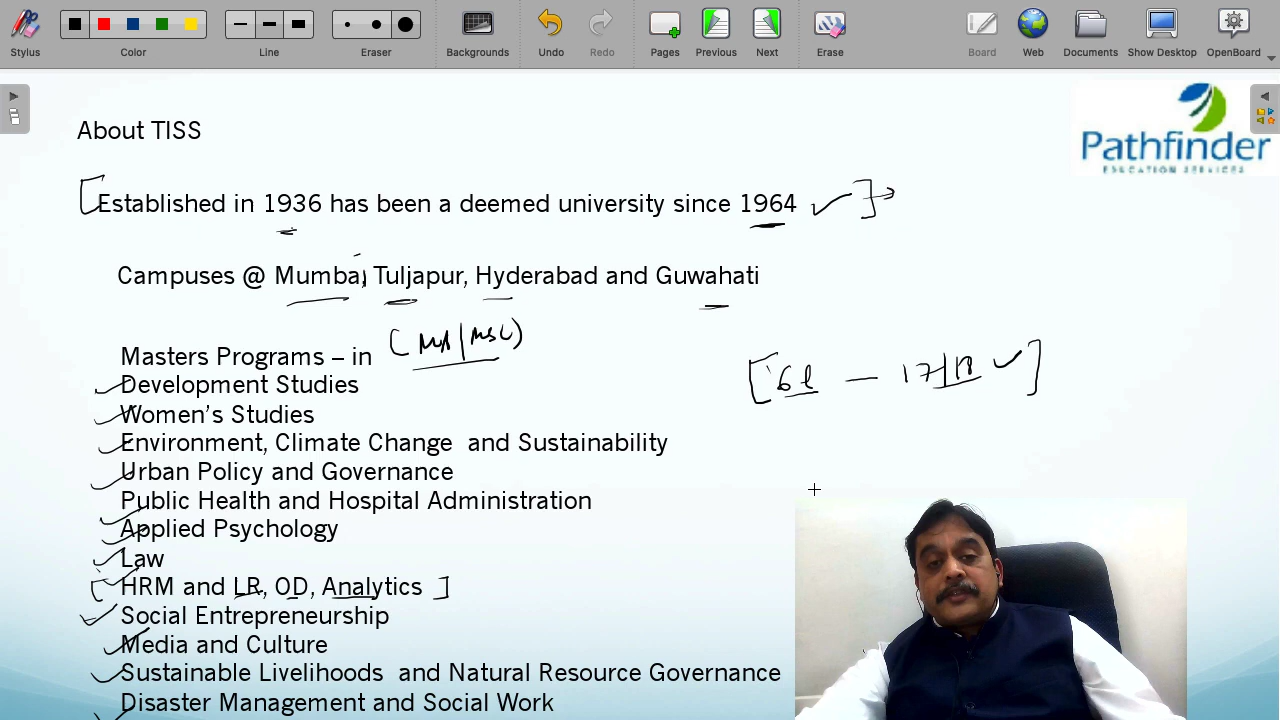 Stylus Color Line Eraser Backgrounds Undo Redo Pages Previous Next Erase Board Web Documents Show Desktop OpenBoard
Pathfinder
EDUCATION SERVICES
About TISS
Established in 1936 has been a deemed university since 1964
Campuses @ Mumbai, Tuljapur, Hyderabad and Guwahati
(MA/MSc)
Masters Programs – in
Development Studies
Women's Studies
Environment, Climate Change and Sustainability
Urban Policy and Governance
Public Health and Hospital Administration
Applied Psychology
Law
HRM and LR, OD, Analytics
Social Entrepreneurship
Media and Culture
Sustainable Livelihoods and Natural Resource Governance
Disaster Management and Social Work